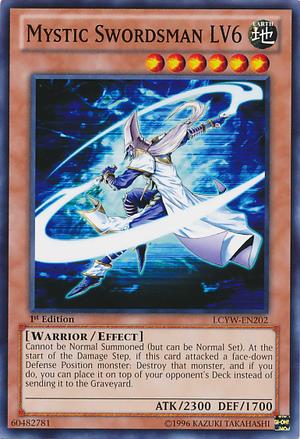 Mystic Swordsman LV6
EARTH
地
1st Edition
LCYW-EN202
[Warrior / Effect]
Cannot be Normal Summoned (but can be Normal Set). At the
start of the Damage Step, if this card attacked a face-down
Defense Position monster: Destroy that monster, and if you
do, you can place it on top of your opponent's Deck instead of
sending it to the Graveyard.
ATK/2300 DEF/1700
60482781
©1996 KAZUKI TAKAHASHI